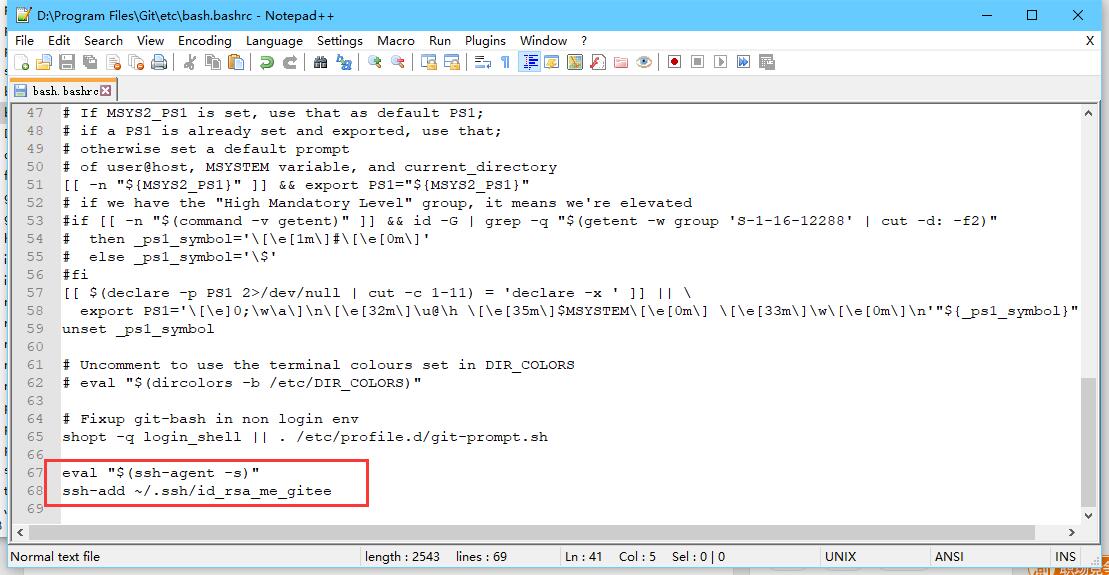 D:\Program Files\Git\etc\bash.bashrc - Notepad++
File Edit Search View Encoding Language Settings Macro Run Plugins Window ? X
bash.bashrc
47 # If MSYS2_PS1 is set, use that as default PS1;
48 # if a PS1 is already set and exported, use that;
49 # otherwise set a default prompt
50 # of user@host, MSYSTEM variable, and current_directory
51 [[ -n "${MSYS2_PS1}" ]] && export PS1="${MSYS2_PS1}"
52 # if we have the "High Mandatory Level" group, it means we're elevated
53 #if [[ -n "$(command -v getent)" ]] && id -G | grep -q "$(getent -w group 'S-1-16-12288' | cut -d: -f2)"
54 #  then _ps1_symbol='\[\e[1m\]#\[\e[0m\]'
55 #  else _ps1_symbol='\$'
56 #fi
57 [[ $(declare -p PS1 2>/dev/null | cut -c 1-11) = 'declare -x ' ]] || \
58   export PS1='\[\e]0;\w\a\]\n\[\e[32m\]\u@\h \[\e[35m\]$MSYSTEM\[\e[0m\] \[\e[33m\]\w\[\e[0m\]\n'"${_ps1_symbol}"
59 unset _ps1_symbol
60
61 # Uncomment to use the terminal colours set in DIR_COLORS
62 # eval "$(dircolors -b /etc/DIR_COLORS)"
63
64 # Fixup git-bash in non login env
65 shopt -q login_shell || . /etc/profile.d/git-prompt.sh
66
67 eval "$(ssh-agent -s)"
68 ssh-add ~/.ssh/id_rsa_me_gitee
69
Normal text file length : 2543 lines : 69 Ln : 41 Col : 5 Sel : 0 | 0 UNIX ANSI INS